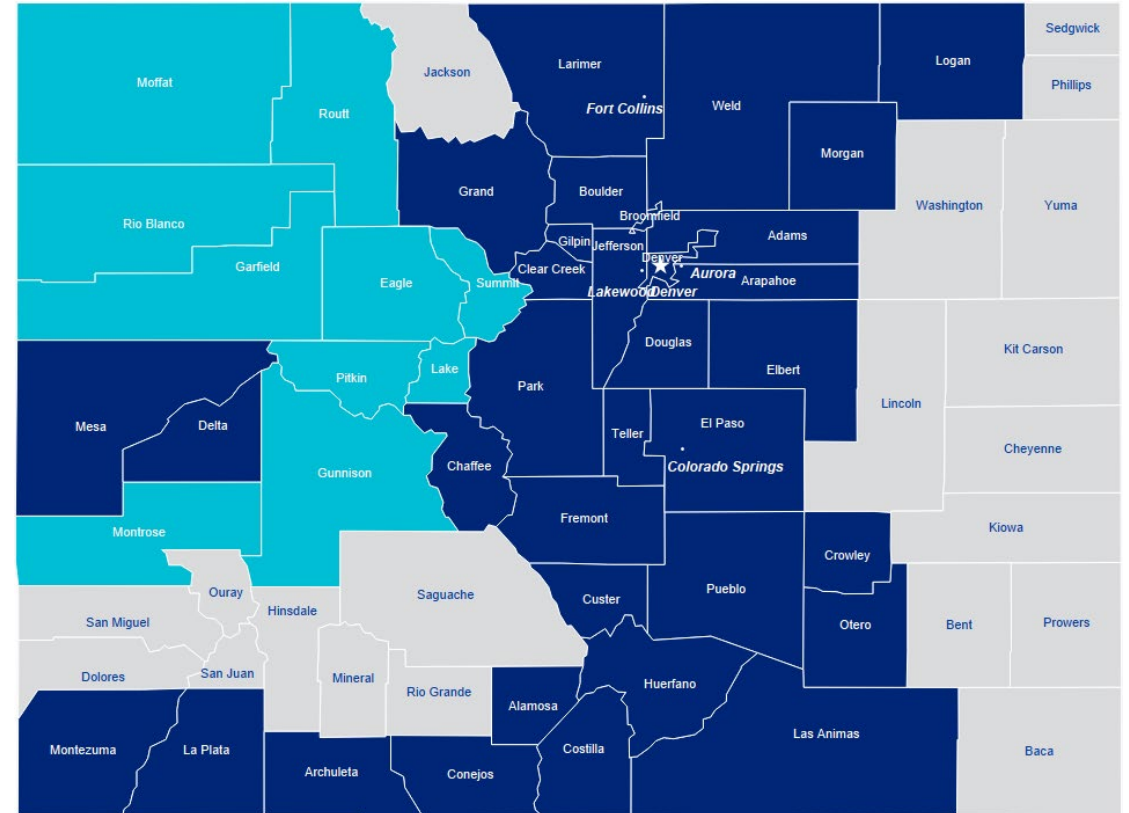 Sedgwick
Jackson
Larimer
Logan
Moffat
Phillips
Weld
Fort Collins
Routt
Morgan
Grand
Boulder
Washington
Yuma
Rio Blanco
Broomfield
Gilpin
Jefferson
Adams
Denver
Garfield
Clear Creek
Aurora
Eagle
Summit
Arapahoe
Lakewood
Denver
Douglas
Kit Carson
Pitkin
Lake
Elbert
Park
Lincoln
Mesa
Delta
Teller
El Paso
Cheyenne
Gunnison
Chaffee
Colorado Springs
Fremont
Montrose
Kiowa
Crowley
Ouray
Saguache
Pueblo
Hinsdale
Custer
San Miguel
Otero
Bent
Prowers
Dolores
San Juan
Mineral
Rio Grande
Huerfano
Alamosa
Las Animas
Montezuma
La Plata
Costilla
Baca
Archuleta
Conejos